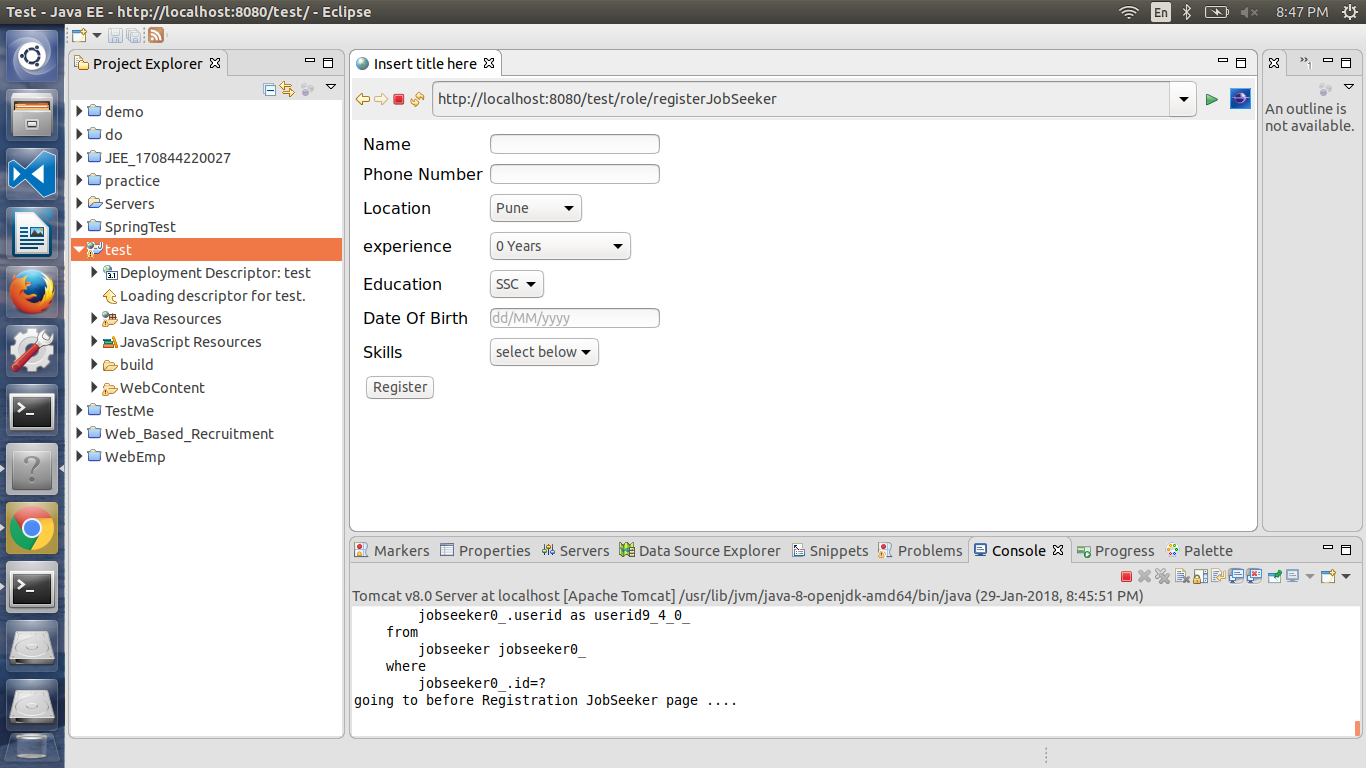 Test - Java EE - http://localhost:8080/test/ - Eclipse
En
8:47 PM
Project Explorer
demo
do
JEE_170844220027
practice
Servers
SpringTest
test
Deployment Descriptor: test
Loading descriptor for test.
Java Resources
JavaScript Resources
build
WebContent
TestMe
Web_Based_Recruitment
WebEmp
Insert title here
http://localhost:8080/test/role/registerJobSeeker
Name
Phone Number
Location Pune
experience 0 Years
Education SSC
Date Of Birth dd/MM/yyyy
Skills select below
Register
»1
An outline is
not available.
Markers Properties Servers Data Source Explorer Snippets Problems Console Progress Palette
Tomcat v8.0 Server at localhost [Apache Tomcat] /usr/lib/jvm/java-8-openjdk-amd64/bin/java (29-Jan-2018, 8:45:51 PM)
jobseeker0_.userid as userid9_4_0_
from
jobseeker jobseeker0_
where
jobseeker0_.id=?
going to before Registration JobSeeker page ....